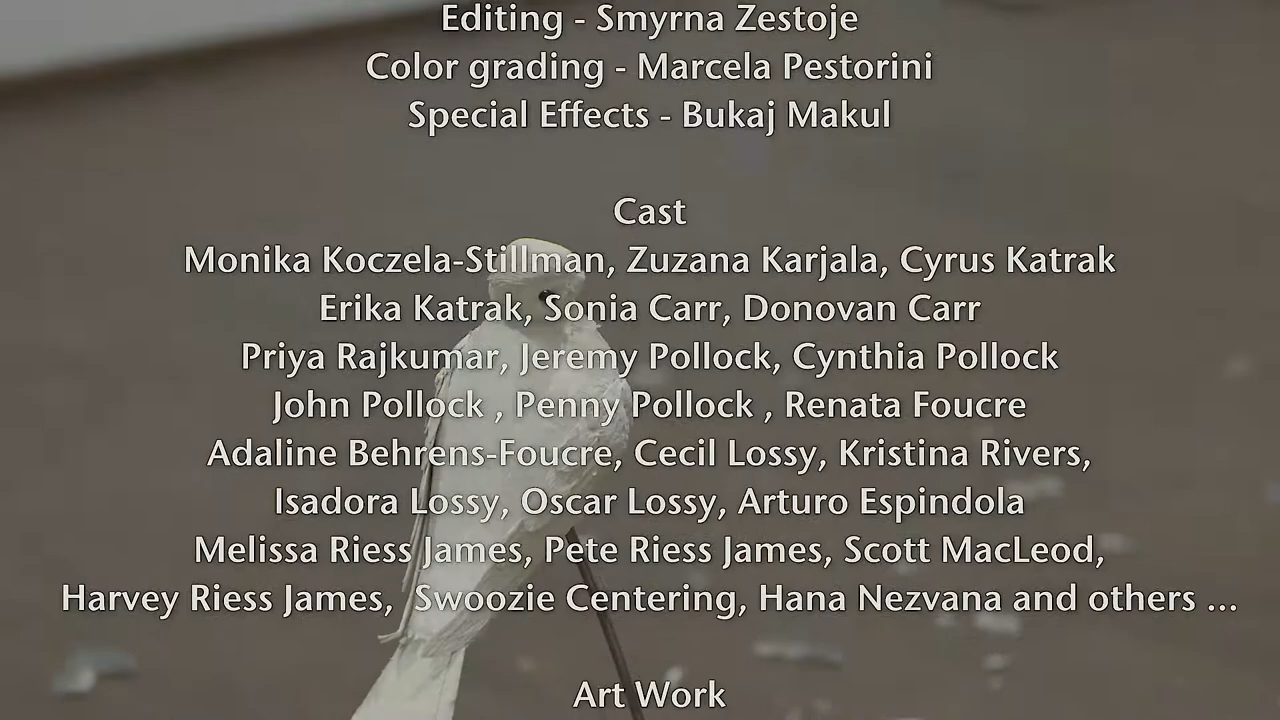 Editing - Smyrna Zestoje
Color grading - Marcela Pestorini
Special Effects - Bukaj Makul
Cast
Monika Koczela-Stillman, Zuzana Karjala, Cyrus Katrak
Erika Katrak, Sonia Carr, Donovan Carr
Priya Rajkumar, Jeremy Pollock, Cynthia Pollock
John Pollock , Penny Pollock , Renata Foucre
Adaline Behrens-Foucre, Cecil Lossy, Kristina Rivers,
Isadora Lossy, Oscar Lossy, Arturo Espindola
Melissa Riess James, Pete Riess James, Scott MacLeod,
Harvey Riess James,  Swoozie Centering, Hana Nezvana and others ...
Art Work